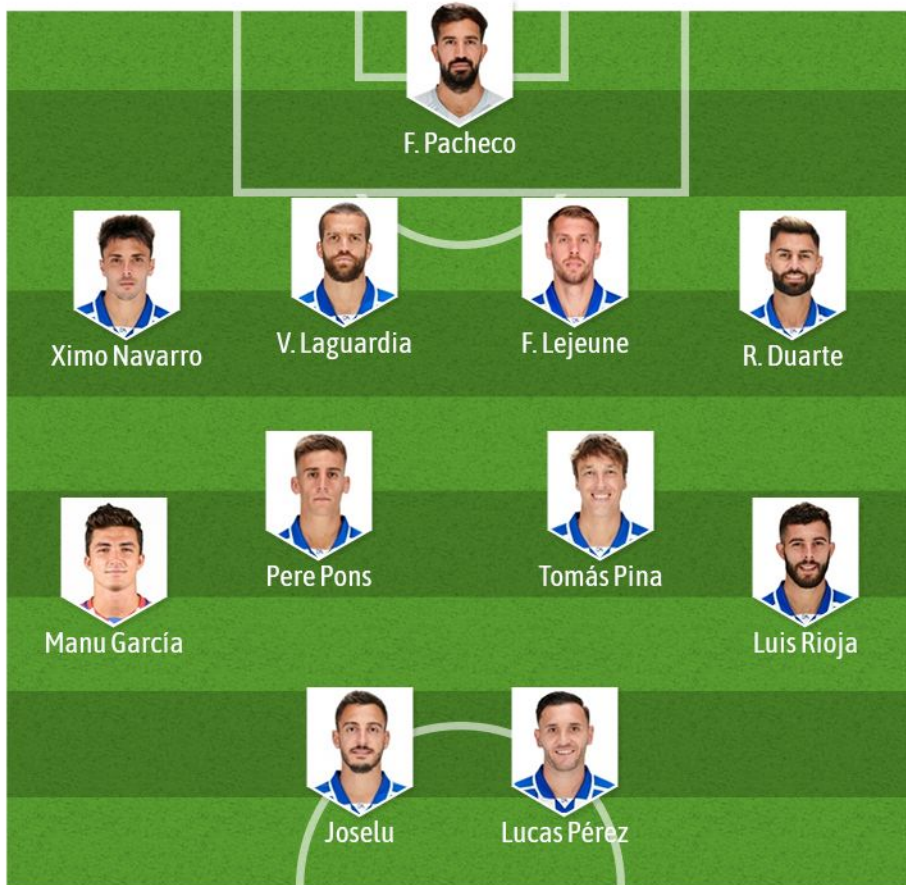 F. Pacheco
Ximo Navarro
V. Laguardia
F. Lejeune
R. Duarte
Manu García
Pere Pons
Tomás Pina
Luis Rioja
Joselu
Lucas Pérez